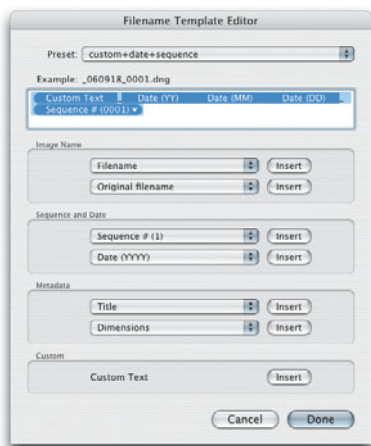 Filename Template Editor
Preset: custom+date+sequence
Example: _060918_0001.dng
Custom Text Date (YY) Date (MM) Date (DD)
Sequence # (0001)
Image Name
Filename Insert
Original filename Insert
Sequence and Date
Sequence # (1) Insert
Date (YYYY) Insert
Metadata
Title Insert
Dimensions Insert
Custom
Custom Text Insert
Cancel Done